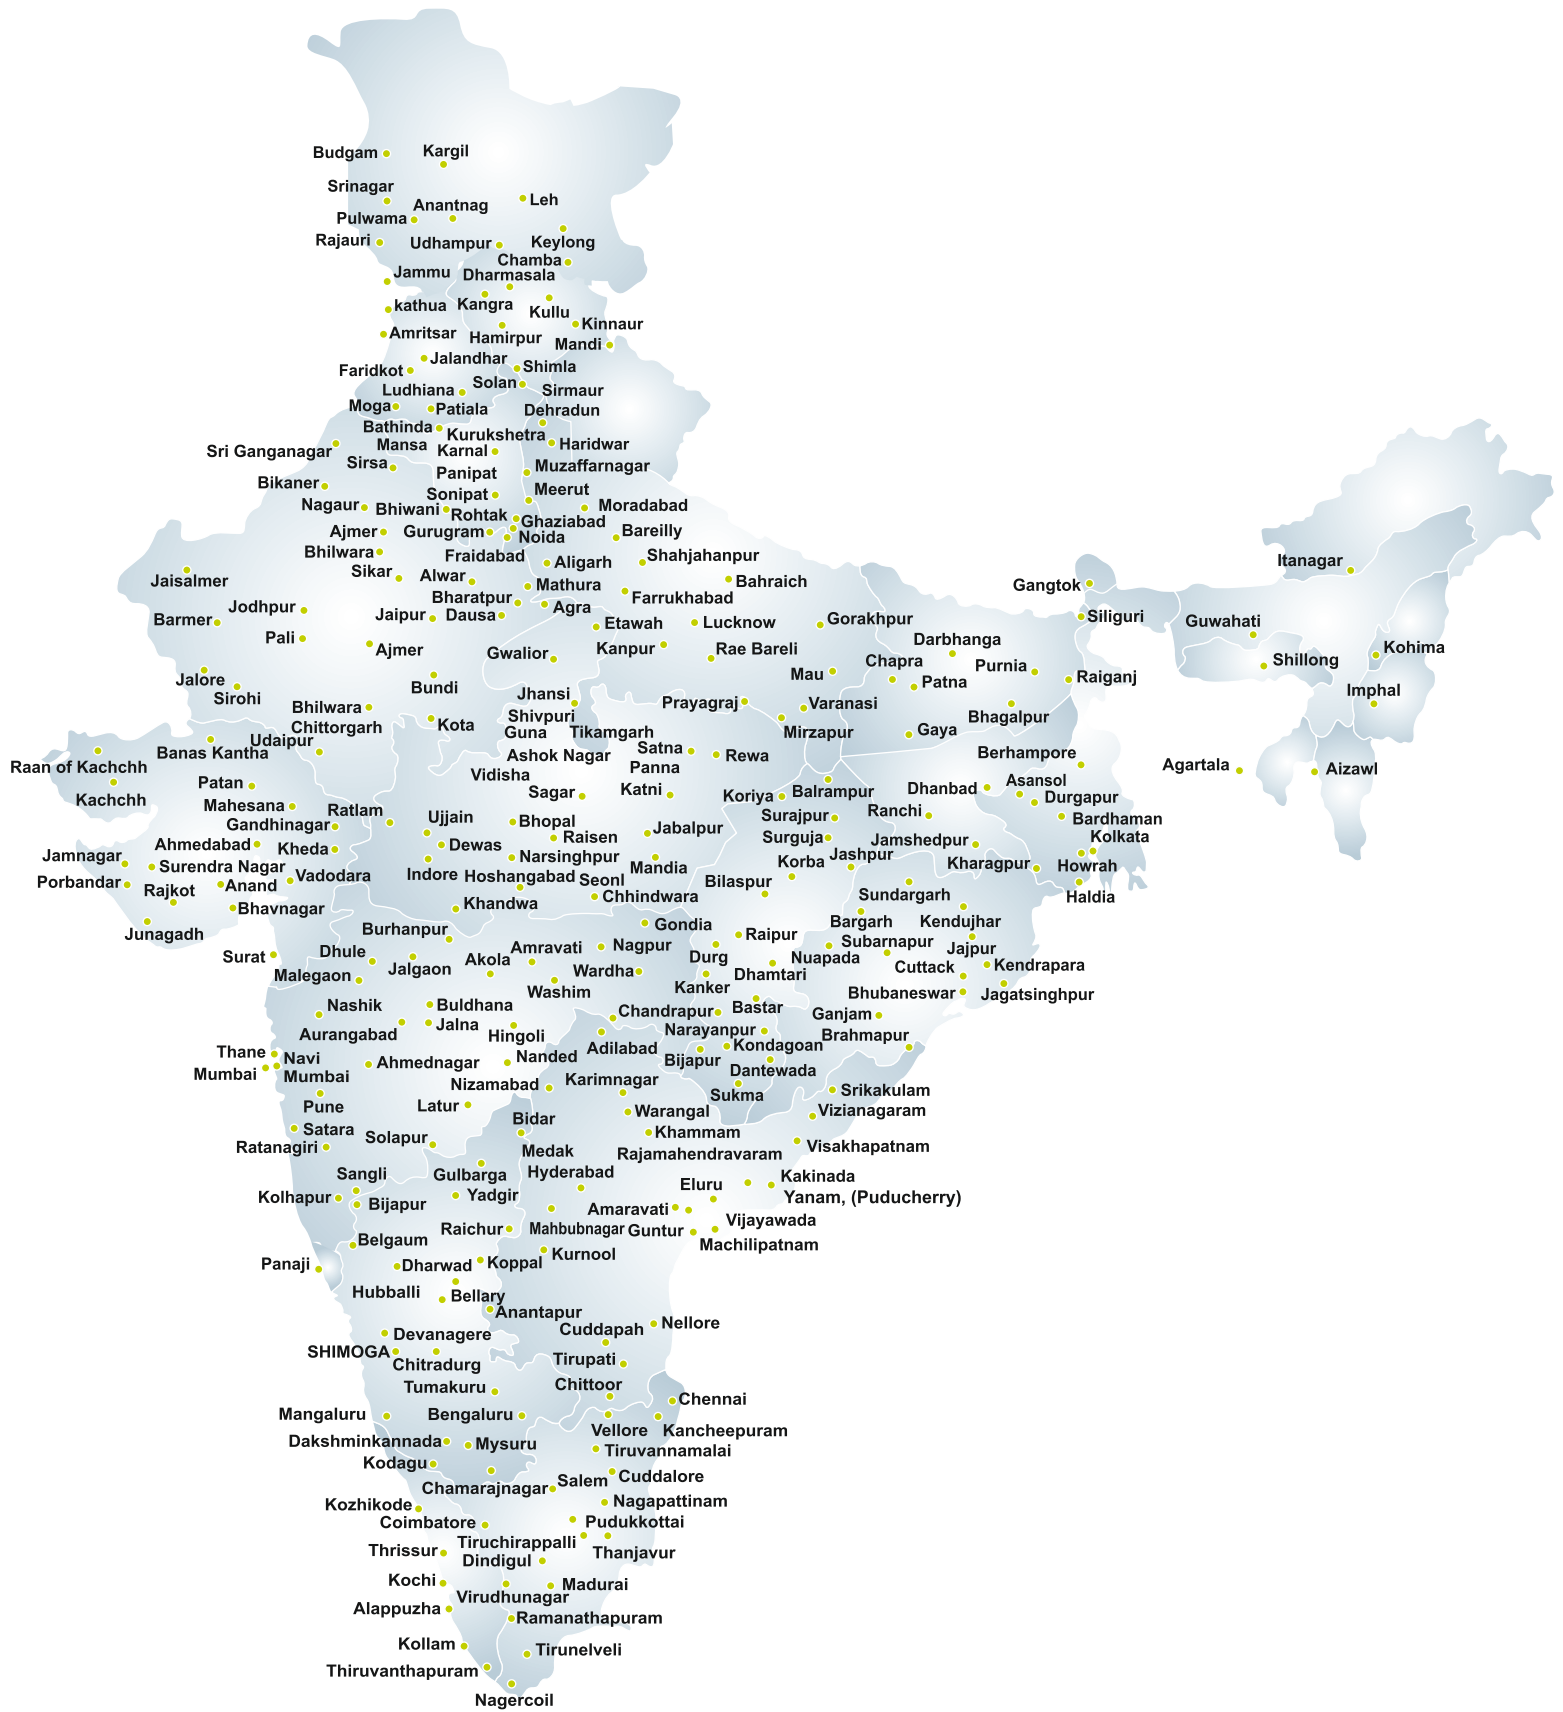 Budgam
Kargil
Srinagar
Anantnag
Leh
Pulwama
Rajauri
Udhampur
Keylong
Chamba
Jammu
Dharmasala
kathua
Kangra
Kullu
Kinnaur
Amritsar
Hamirpur
Mandi
Jalandhar
Shimla
Faridkot
Solan
Ludhiana
Sirmaur
Moga
Patiala
Dehradun
Bathinda
Kurukshetra
Mansa
Haridwar
Sri Ganganagar
Karnal
Sirsa
Muzaffarnagar
Panipat
Bikaner
Meerut
Sonipat
Nagaur
Bhiwani
Moradabad
Rohtak
Ghaziabad
Ajmer
Gurugram
Noida
Bareilly
Bhilwara
Fraidabad
Shahjahanpur
Aligarh
Itanagar
Sikar
Alwar
Jaisalmer
Bahraich
Mathura
Gangtok
Bharatpur
Farrukhabad
Jodhpur
Agra
Jaipur
Dausa
Siliguri
Barmer
Etawah
Lucknow
Gorakhpur
Guwahati
Pali
Darbhanga
Ajmer
Kanpur
Rae Bareli
Kohima
Gwalior
Chapra
Purnia
Shillong
Mau
Jalore
Patna
Raiganj
Bundi
Imphal
Sirohi
Jhansi
Prayagraj
Varanasi
Bhilwara
Shivpuri
Bhagalpur
Chittorgarh
Kota
Guna
Tikamgarh
Mirzapur
Gaya
Udaipur
Banas Kantha
Satna
Berhampore
Ashok Nagar
Rewa
Raan of Kachchh
Panna
Agartala
Aizawl
Vidisha
Patan
Asansol
Katni
Dhanbad
Sagar
Balrampur
Kachchh
Koriya
Durgapur
Mahesana
Ratlam
Ranchi
Surajpur
Ujjain
Bhopal
Bardhaman
Gandhinagar
Jabalpur
Kolkata
Raisen
Surguja
Jamshedpur
Ahmedabad
Dewas
Kheda
Jamnagar
Narsinghpur
Jashpur
Korba
Kharagpur
Howrah
Surendra Nagar
Mandia
Indore
Hoshangabad
Vadodara
Seonl
Bilaspur
Porbandar
Anand
Rajkot
Chhindwara
Sundargarh
Haldia
Khandwa
Bhavnagar
Bargarh
Kendujhar
Gondia
Junagadh
Burhanpur
Raipur
Subarnapur
Amravati
Nagpur
Jajpur
Dhule
Surat
Durg
Nuapada
Akola
Jalgaon
Cuttack
Kendrapara
Wardha
Dhamtari
Malegaon
Kanker
Washim
Bhubaneswar
Jagatsinghpur
Nashik
Buldhana
Bastar
Chandrapur
Ganjam
Jalna
Aurangabad
Narayanpur
Hingoli
Brahmapur
Adilabad
Kondagoan
Thane
Navi
Nanded
Bijapur
Ahmednagar
Dantewada
Mumbai
Mumbai
Karimnagar
Nizamabad
Srikakulam
Sukma
Pune
Latur
Warangal
Vizianagaram
Bidar
Satara
Khammam
Solapur
Ratanagiri
Visakhapatnam
Medak
Rajamahendravaram
Sangli
Gulbarga
Hyderabad
Kakinada
Eluru
Kolhapur
Yadgir
Yanam, (Puducherry)
Bijapur
Amaravati
Vijayawada
Raichur
Mahbubnagar
Guntur
Belgaum
Machilipatnam
Kurnool
Panaji
Dharwad
Koppal
Hubballi
Bellary
Anantapur
Nellore
Cuddapah
Devanagere
SHIMOGA
Tirupati
Chitradurg
Chittoor
Tumakuru
Chennai
Mangaluru
Bengaluru
Vellore
Kancheepuram
Dakshminkannada
Mysuru
Tiruvannamalai
Kodagu
Cuddalore
Salem
Chamarajnagar
Nagapattinam
Kozhikode
Coimbatore
Pudukkottai
Tiruchirappalli
Thrissur
Thanjavur
Dindigul
Kochi
Madurai
Virudhunagar
Alappuzha
Ramanathapuram
Kollam
Tirunelveli
Thiruvanthapuram
Nagercoil